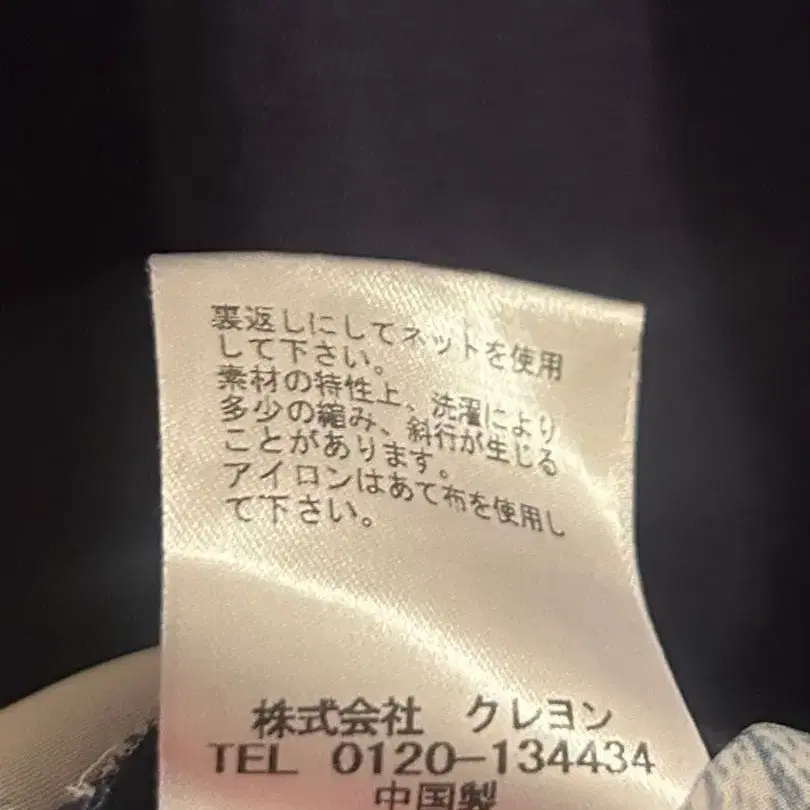 裏返しにしてネットを使用
して下さい。
素材の特性上、洗濯により
多少の縮み、斜行が生じる
ことがあります。
アイロンはあて布を使用し
て下さい。
株式会社 クレヨン
TEL 0120-134434
中国製